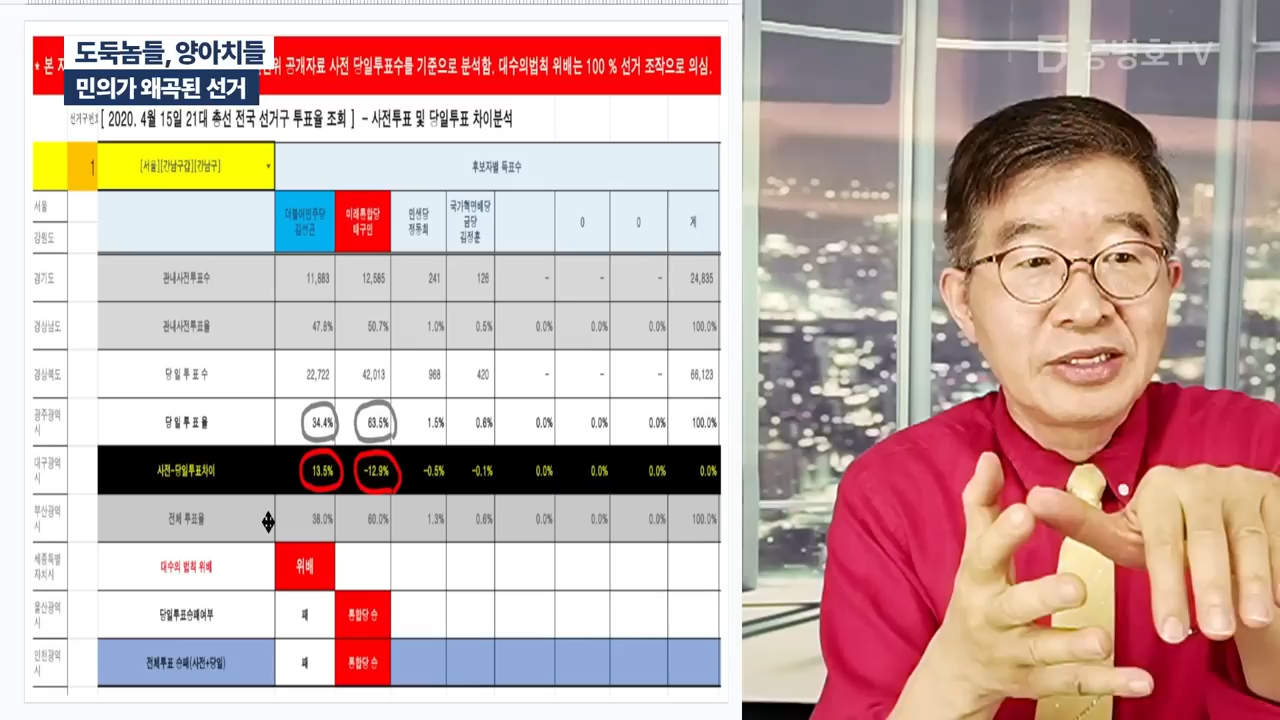 도둑놈들, 양아치들
민의가 왜곡된 선거
* 본 자
공개자료 사전 당일투표수를 기준으로 분석함. 대수의법칙 위배는 100 % 선거 조작으로 의심.
공병호TV
선거구번호 [ 2020. 4월 15일 21대 총선 전국 선거구 투표율 조회 ] - 사전투표 및 당일투표 차이분석
1 [서울][강남구갑][강남구] 후보자별 득표수
서울 더불어민주당 미래통합당 민생당 국가혁명배당금당 0 0 계
강원도 김성곤 태구민 정동희 김정훈
경기도 관내사전투표수 11,883 12,585 241 126 - - - 24,835
경상남도 관내사전투표율 47.8% 50.7% 1.0% 0.5% 0.0% 0.0% 0.0% 100.0%
경상북도 당 일 투 표 수 22,722 42,013 968 420 - - - 66,123
광주광역시 당 일 투 표 율 34.4% 63.5% 1.5% 0.6% 0.0% 0.0% 0.0% 100.0%
대구광역시 사전-당일투표차이 13.5% -12.9% -0.5% -0.1% 0.0% 0.0% 0.0% 0.0%
부산광역시 전체 투표율 38.0% 60.0% 1.3% 0.6% 0.0% 0.0% 0.0% 100.0%
세종특별자치시 대수의 법칙 위배 위배
울산광역시 당일투표승패여부 패 통합당 승
인천광역시 전체투표 승패(사전+당일) 패 통합당 승